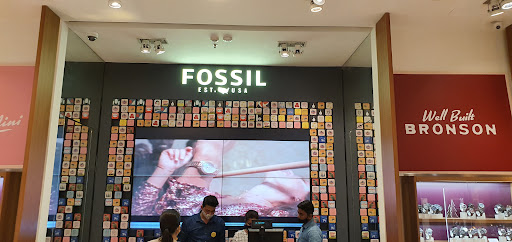 FOSSIL
EST. USA
Well Built
BRONSON